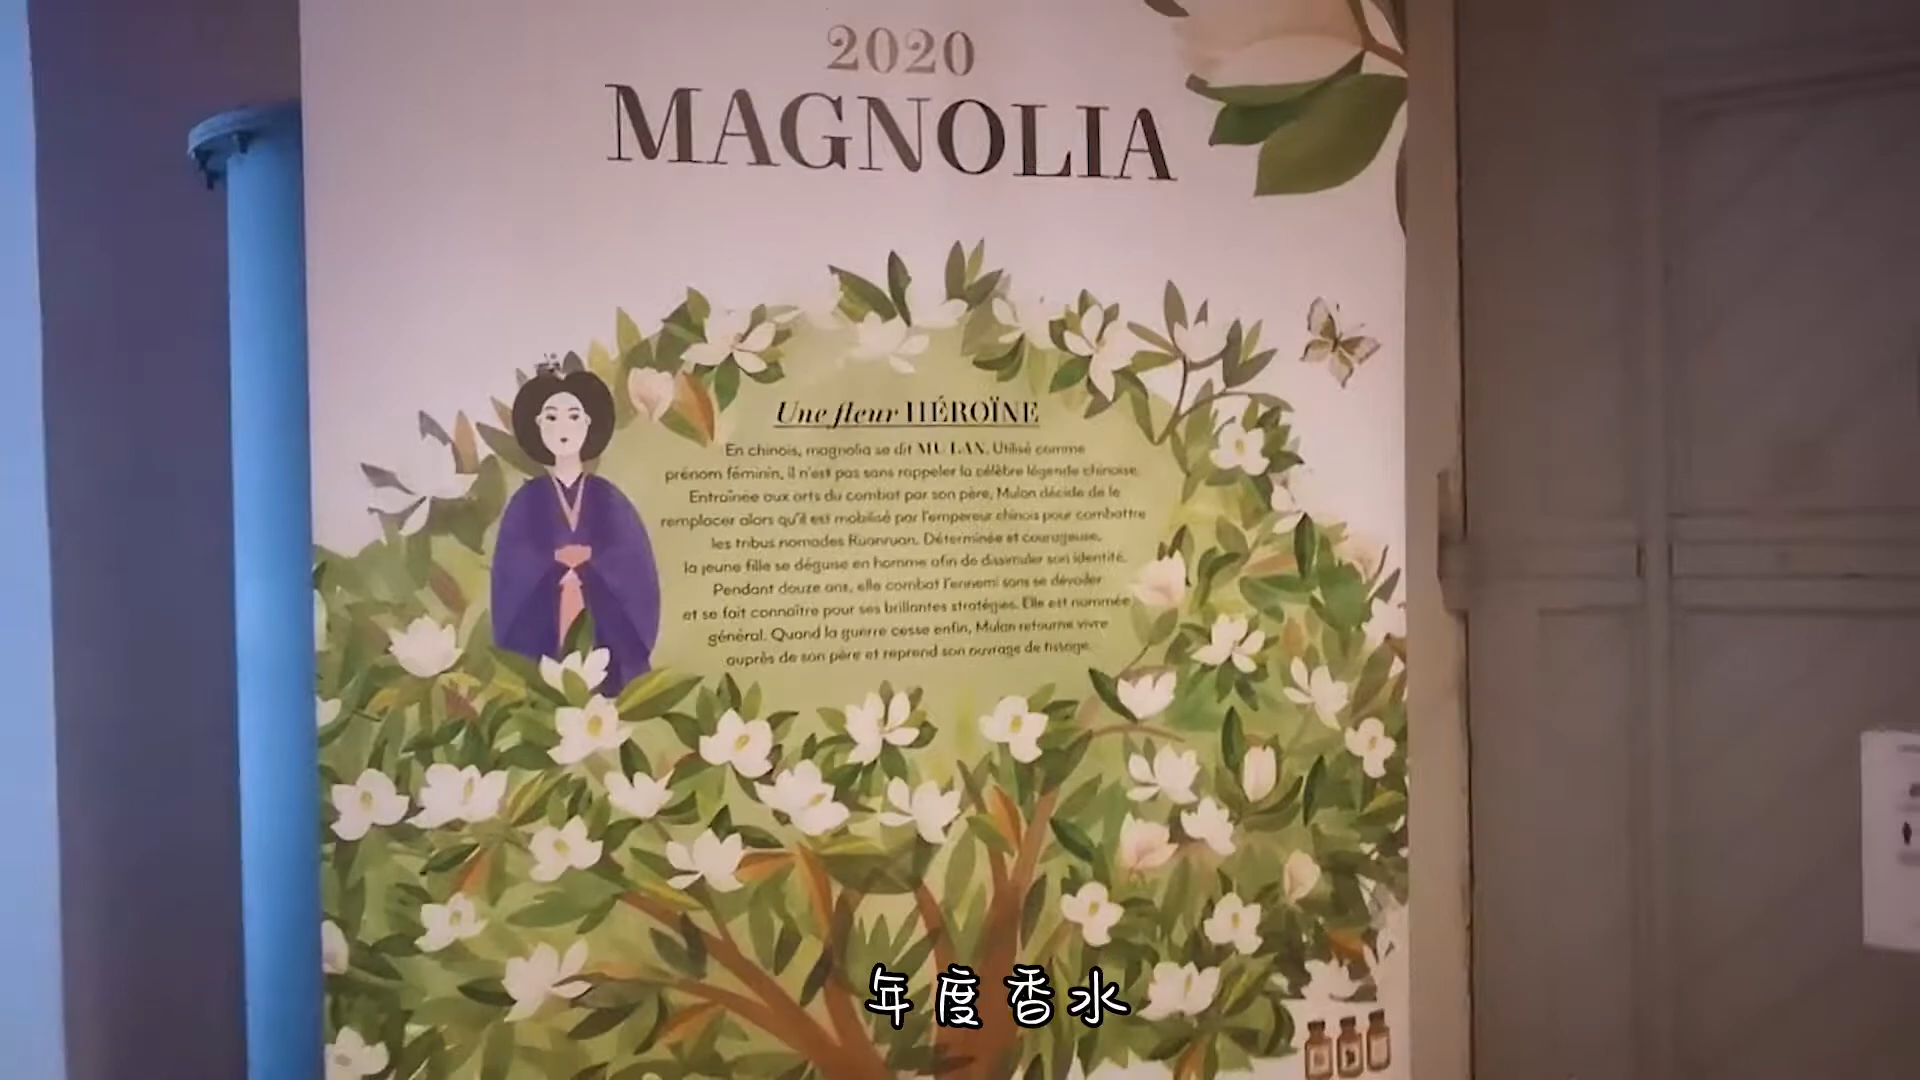 2020
MAGNOLIA
Une fleur HÉROÏNE
En chinois, magnolia se dit MU LAN. Utilisé comme
prénom féminin, il n'est pas sans rappeler la célèbre légende chinoise.
Entraînée aux arts du combat par son père, Mulan décide de le
remplacer alors qu'il est mobilisé par l'empereur chinois pour combattre
les tribus nomades Ruanruan. Déterminée et courageuse,
la jeune fille se déguise en homme afin de dissimuler son identité.
Pendant douze ans, elle combat l'ennemi sans se dévoiler
et se fait connaître pour ses brillantes stratégies. Elle est nommée
général. Quand la guerre cesse enfin, Mulan retourne vivre
auprès de son père et reprend son ouvrage de tissage.
年度香水